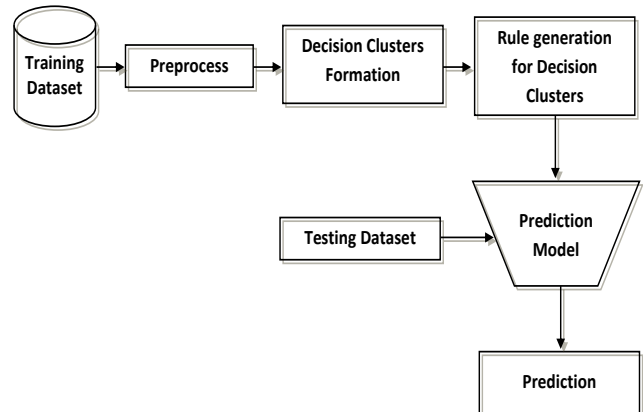 Training
Dataset
Preprocess
Decision Clusters
Formation
Rule generation
for Decision
Clusters
Testing Dataset
Prediction
Model
Prediction